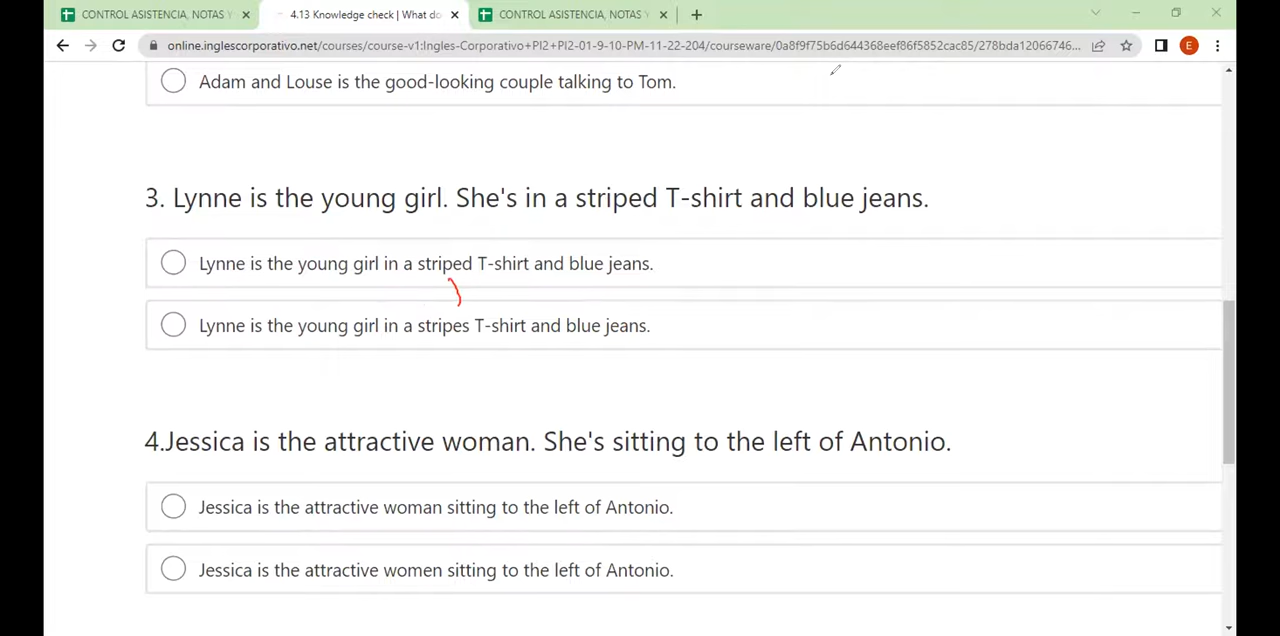 CONTROL ASISTENCIA, NOTAS Y
4.13 Knowledge check | What do
CONTROL ASISTENCIA, NOTAS Y
online.inglescorporativo.net/courses/course-v1:Ingles-Corporativo+PI2+PI2-01-9-10-PM-11-22-204/courseware/0a8f9f75b6d644368eef86f5852cac85/278bda12066746...
E
Adam and Louse is the good-looking couple talking to Tom.
3. Lynne is the young girl. She's in a striped T-shirt and blue jeans.
Lynne is the young girl in a striped T-shirt and blue jeans.
Lynne is the young girl in a stripes T-shirt and blue jeans.
4.Jessica is the attractive woman. She's sitting to the left of Antonio.
Jessica is the attractive woman sitting to the left of Antonio.
Jessica is the attractive women sitting to the left of Antonio.